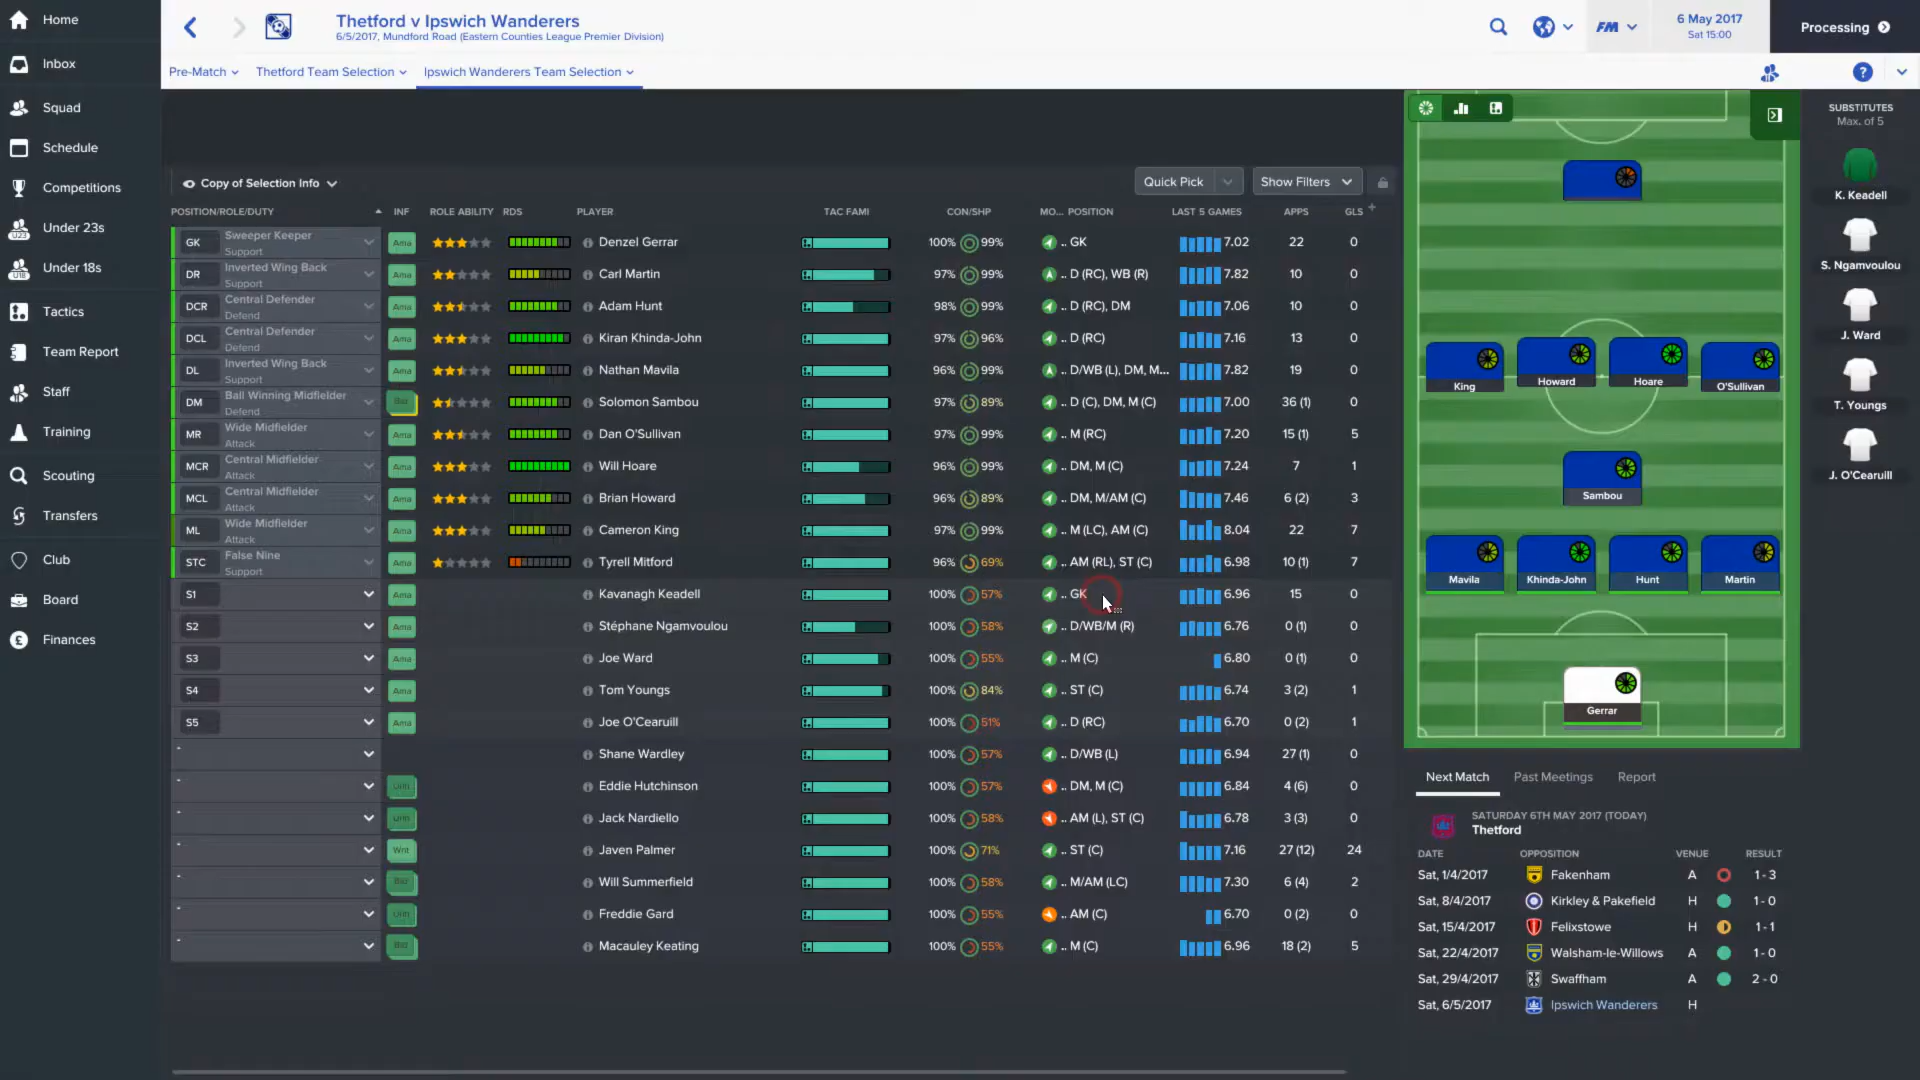 Home
Inbox
Squad
Schedule
Competitions
Under 23s
Under 18s
Tactics
Team Report
Staff
Training
Scouting
Transfers
Club
Board
Finances
Thetford v Ipswich Wanderers
6/5/2017, Mundford Road (Eastern Counties League Premier Division)
FM
6 May 2017
Sat 15:00
Processing
Pre-Match
Thetford Team Selection
Ipswich Wanderers Team Selection
?
Copy of Selection Info
Quick Pick
Show Filters
POSITION/ROLE/DUTY INF ROLE ABILITY RDS PLAYER TAC FAMI CON/SHP MO... POSITION LAST 5 GAMES APPS GLS +
GK Sweeper Keeper Support Ama Denzel Gerrar 100% 99% .. GK 7.02 22 0
DR Inverted Wing Back Support Ama Carl Martin 97% 99% .. D (RC), WB (R) 7.82 10 0
DCR Central Defender Defend Ama Adam Hunt 98% 99% .. D (RC), DM 7.06 10 0
DCL Central Defender Defend Ama Kiran Khinda-John 97% 96% .. D (RC) 7.16 13 0
DL Inverted Wing Back Support Ama Nathan Mavila 96% 99% .. D/WB (L), DM, M... 7.82 19 0
DM Ball Winning Midfielder Defend Solomon Sambou 97% 89% .. D (C), DM, M (C) 7.00 36 (1) 0
MR Wide Midfielder Attack Ama Dan O'Sullivan 97% 99% .. M (RC) 7.20 15 (1) 5
MCR Central Midfielder Attack Ama Will Hoare 96% 99% .. DM, M (C) 7.24 7 1
MCL Central Midfielder Attack Ama Brian Howard 96% 89% .. DM, M/AM (C) 7.46 6 (2) 3
ML Wide Midfielder Attack Ama Cameron King 97% 99% .. M (LC), AM (C) 8.04 22 7
STC False Nine Support Ama Tyrell Mitford 96% 69% .. AM (RL), ST (C) 6.98 10 (1) 7
S1 Ama Kavanagh Keadell 100% 57% .. GK 6.96 15 0
S2 Ama Stéphane Ngamvoulou 100% 58% .. D/WB/M (R) 6.76 0 (1) 0
S3 Ama Joe Ward 100% 55% .. M (C) 6.80 0 (1) 0
S4 Ama Tom Youngs 100% 84% .. ST (C) 6.74 3 (2) 1
S5 Ama Joe O'Cearuill 100% 51% .. D (RC) 6.70 0 (2) 1
- Shane Wardley 100% 57% .. D/WB (L) 6.94 27 (1) 0
- Eddie Hutchinson 100% 57% .. DM, M (C) 6.84 4 (6) 0
- Jack Nardiello 100% 58% .. AM (L), ST (C) 6.78 3 (3) 0
- Wnt Javen Palmer 100% 71% .. ST (C) 7.16 27 (12) 24
- Will Summerfield 100% 58% .. M/AM (LC) 7.30 6 (4) 2
- Freddie Gard 100% 55% .. AM (C) 6.70 0 (2) 0
- Macauley Keating 100% 55% .. M (C) 6.96 18 (2) 5
King Howard Hoare O'Sullivan
Sambou
Mavila Khinda-John Hunt Martin
Gerrar
SUBSTITUTES
Max. of 5
K. Keadell
S. Ngamvoulou
J. Ward
T. Youngs
J. O'Cearuill
Next Match Past Meetings Report
SATURDAY 6TH MAY 2017 (TODAY)
Thetford
DATE OPPOSITION VENUE RESULT
Sat, 1/4/2017 Fakenham A 1 - 3
Sat, 8/4/2017 Kirkley & Pakefield H 1 - 0
Sat, 15/4/2017 Felixstowe H 1 - 1
Sat, 22/4/2017 Walsham-le-Willows A 1 - 0
Sat, 29/4/2017 Swaffham A 2 - 0
Sat, 6/5/2017 Ipswich Wanderers H